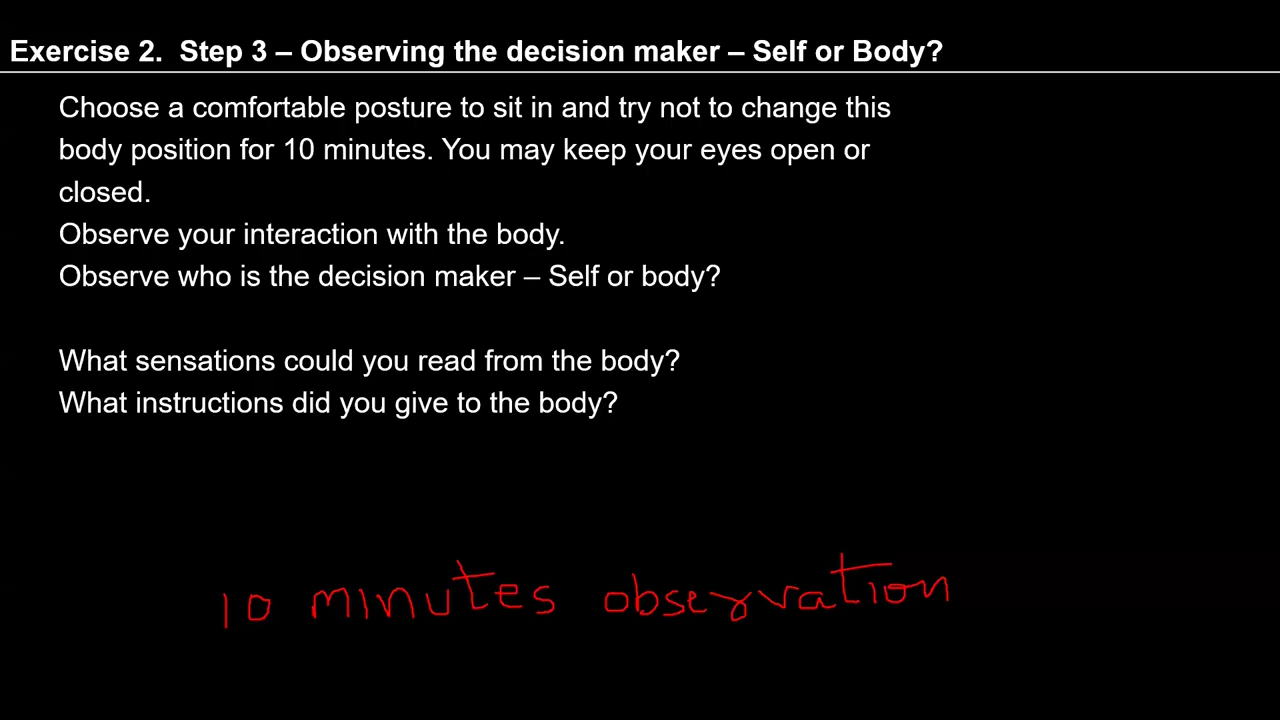 Exercise 2.  Step 3 – Observing the decision maker – Self or Body?
Choose a comfortable posture to sit in and try not to change this
body position for 10 minutes. You may keep your eyes open or
closed.
Observe your interaction with the body.
Observe who is the decision maker – Self or body?
What sensations could you read from the body?
What instructions did you give to the body?
10 minutes observation